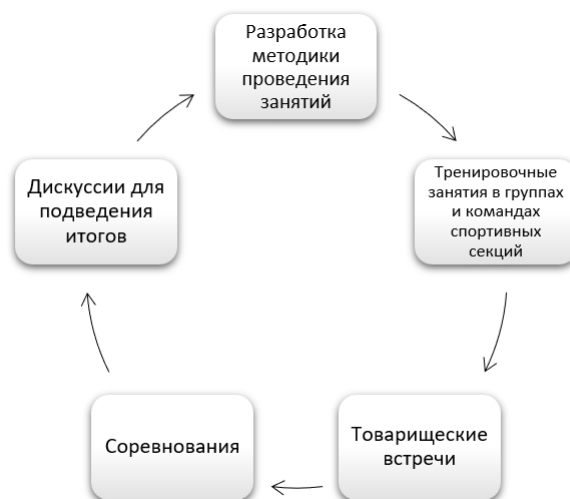 Разработка
методики
проведения
занятий
Тренировочные
занятия в группах
и командах
спортивных
секций
Товарищеские
встречи
Соревнования
Дискуссии для
подведения
итогов